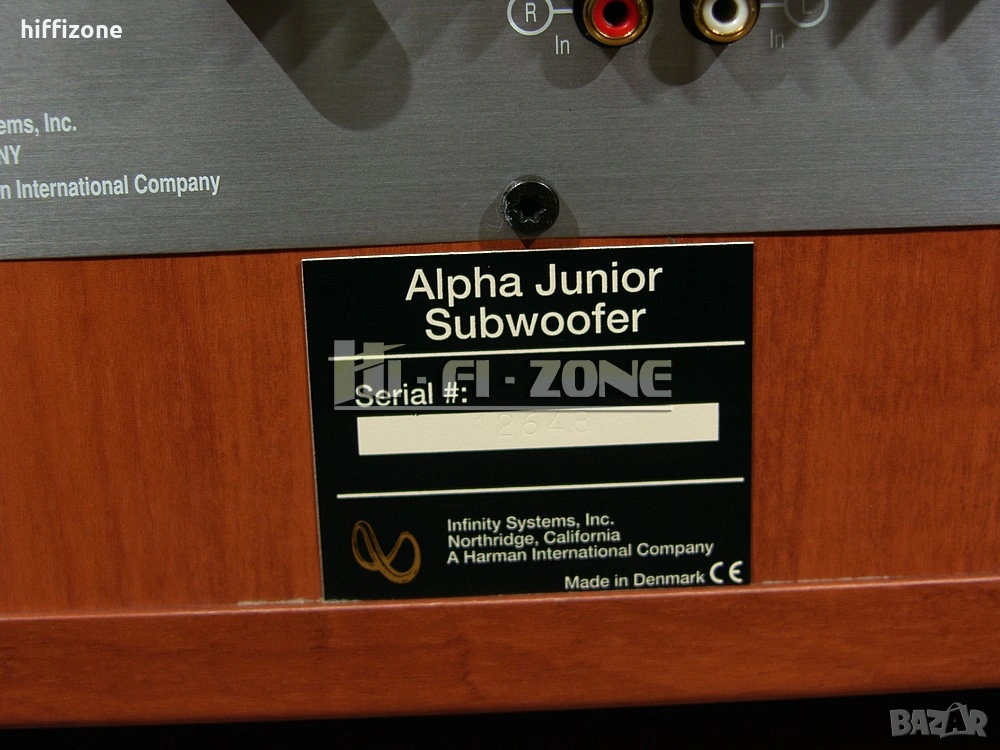 hiffizone
R
In
L
In
ems, Inc.
NY
n International Company
Alpha Junior
Subwoofer
Hi-Fi-ZONE
Serial #:
2648
Infinity Systems, Inc.
Northridge, California
A Harman International Company
Made in Denmark CE
BAZAR